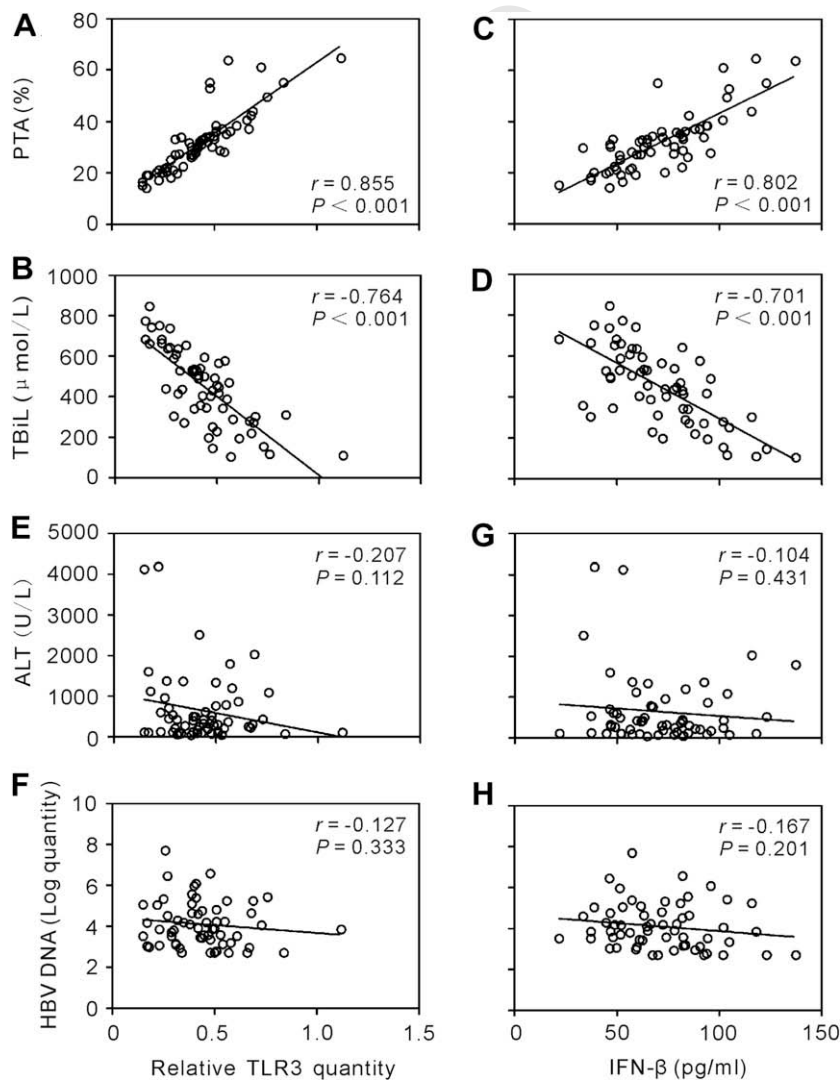 A
C
80
60
40
20
0
PTA (%)
r = 0.855
P < 0.001
r = 0.802
P < 0.001
B
D
1000
800
600
400
200
0
TBiL (μ mol/L)
r = -0.764
P < 0.001
r = -0.701
P < 0.001
E
G
5000
4000
3000
2000
1000
0
ALT (U/L)
r = -0.207
P = 0.112
r = -0.104
P = 0.431
F
H
10
8
6
4
2
0
HBV DNA (Log quantity)
r = -0.127
P = 0.333
r = -0.167
P = 0.201
0 0.5 1.0 1.5
0 50 100 150
Relative TLR3 quantity
IFN-β (pg/ml)